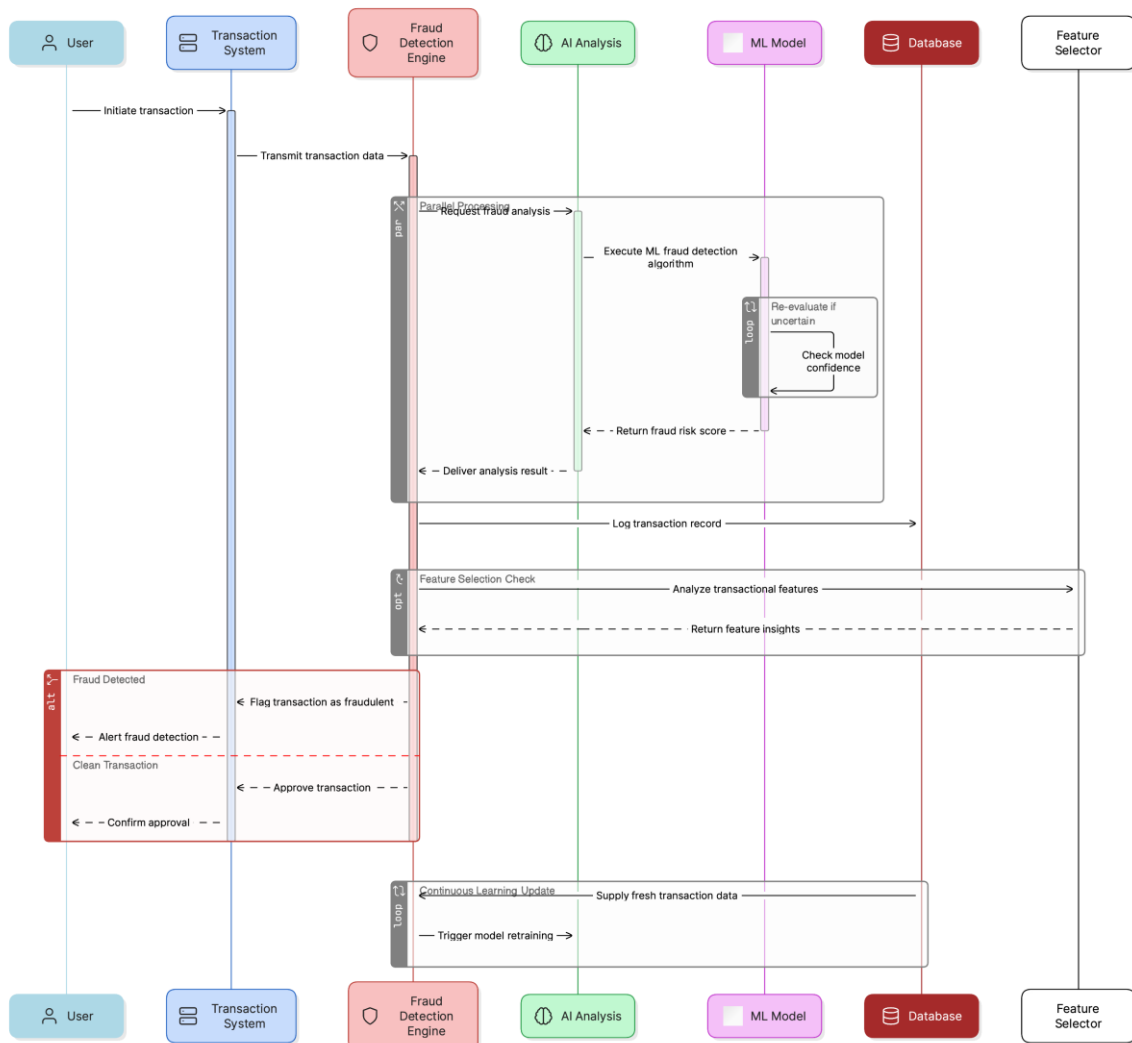 User
Transaction
System
Fraud
Detection
Engine
AI Analysis
ML Model
Database
Feature
Selector
Initiate transaction
Transmit transaction data
par
Parallel Processing
Request fraud analysis
Execute ML fraud detection
algorithm
loop
Re-evaluate if
uncertain
Check model
confidence
Return fraud risk score
Deliver analysis result
Log transaction record
opt
Feature Selection Check
Analyze transactional features
Return feature insights
alt
Fraud Detected
Flag transaction as fraudulent
Alert fraud detection
Clean Transaction
Approve transaction
Confirm approval
loop
Continuous Learning Update
Supply fresh transaction data
Trigger model retraining
User
Transaction
System
Fraud
Detection
Engine
AI Analysis
ML Model
Database
Feature
Selector